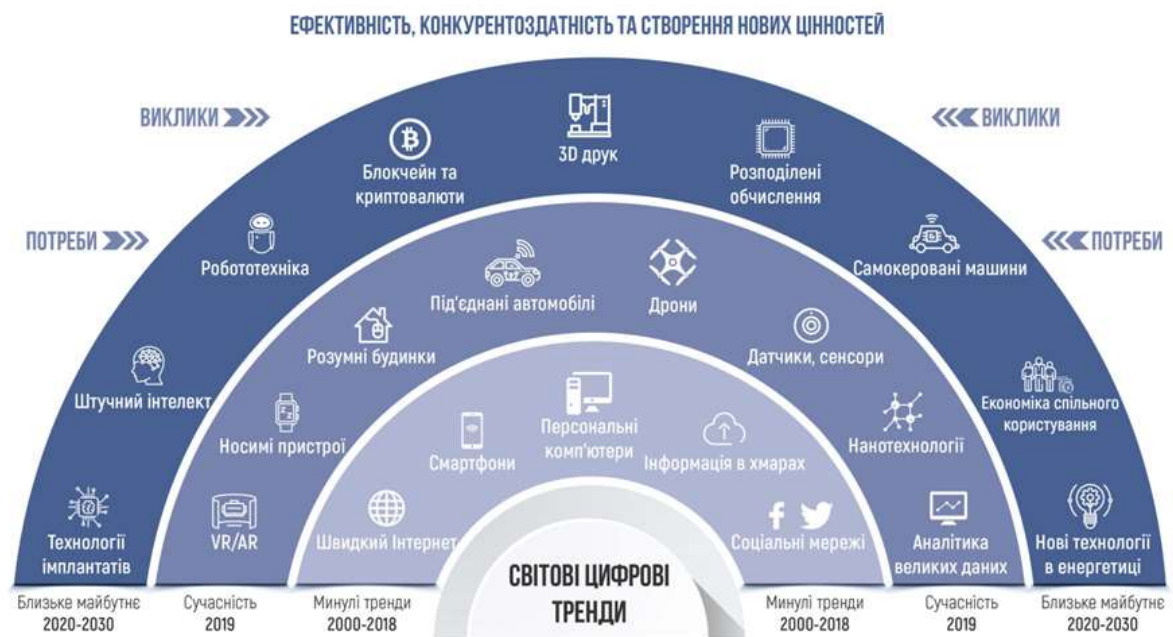 ЕФЕКТИВНІСТЬ, КОНКУРЕНТОЗДАТНІСТЬ ТА СТВОРЕННЯ НОВИХ ЦІННОСТЕЙ
ВИКЛИКИ
ВИКЛИКИ
ПОТРЕБИ
ПОТРЕБИ
Технології
імплантатів
Штучний інтелект
Робототехніка
Блокчейн та
криптовалюти
3D друк
Розподілені
обчислення
Самокеровані машини
Економіка спільного
користування
Нові технології
в енергетиці
VR/AR
Носимі пристрої
Розумні будинки
Під'єднані автомобілі
Дрони
Датчики, сенсори
Нанотехнології
Аналітика
великих даних
Швидкий Інтернет
Смартфони
Персональні
комп'ютери
Інформація в хмарах
Соціальні мережі
СВІТОВІ ЦИФРОВІ
ТРЕНДИ
Близьке майбутнє
2020-2030
Сучасність
2019
Минулі тренди
2000-2018
Минулі тренди
2000-2018
Сучасність
2019
Близьке майбутнє
2020-2030